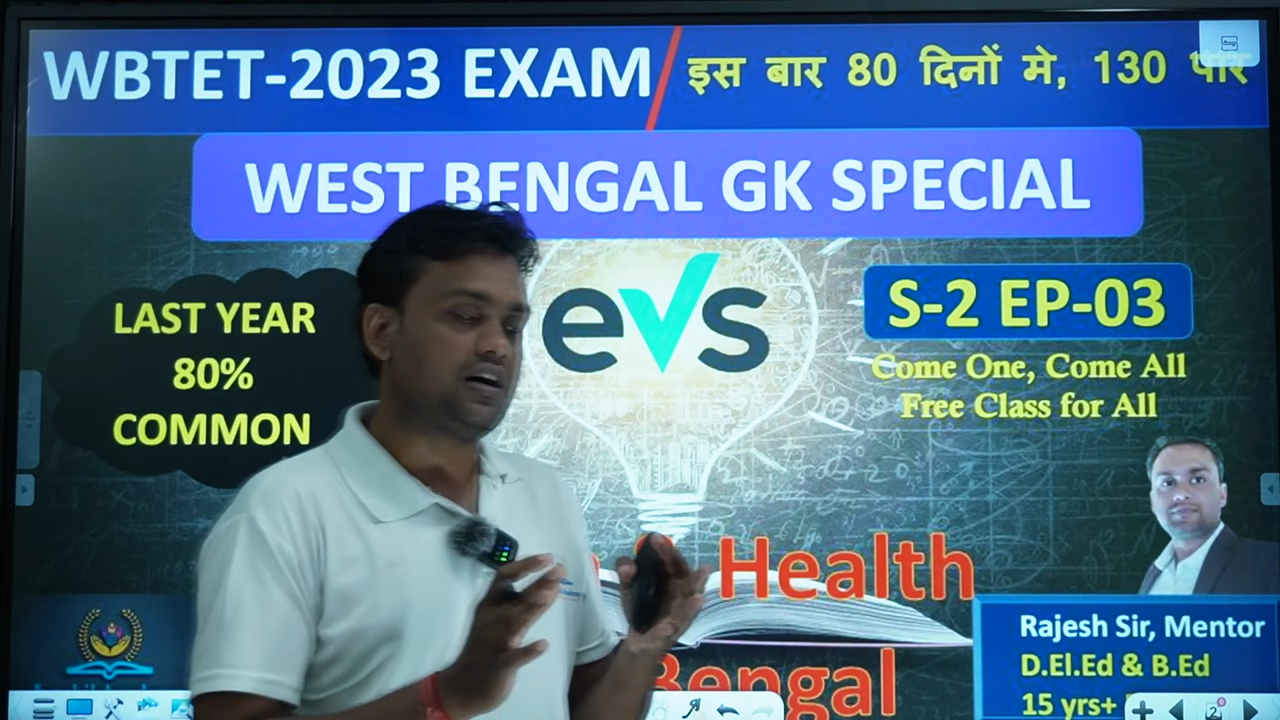 WBTET-2023 EXAM / इस बार 80 दिनों मे, 130 पार
WEST BENGAL GK SPECIAL
LAST YEAR
80%
COMMON
evs
S-2 EP-03
Come One, Come All
Free Class for All
Health
Bengal
Rajesh Sir, Mentor
D.El.Ed & B.Ed
15 yrs+